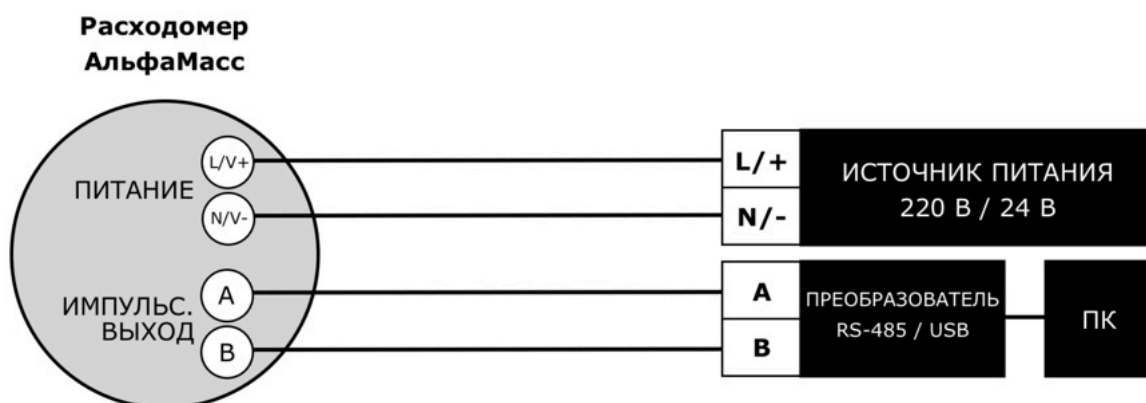 Расходомер
АльфаМасс
ПИТАНИЕ
L/V+
N/V-
L/+
N/-
ИСТОЧНИК ПИТАНИЯ
220 В / 24 В
ИМПУЛЬС.
ВЫХОД
A
B
A
B
ПРЕОБРАЗОВАТЕЛЬ
RS-485 / USB
ПК